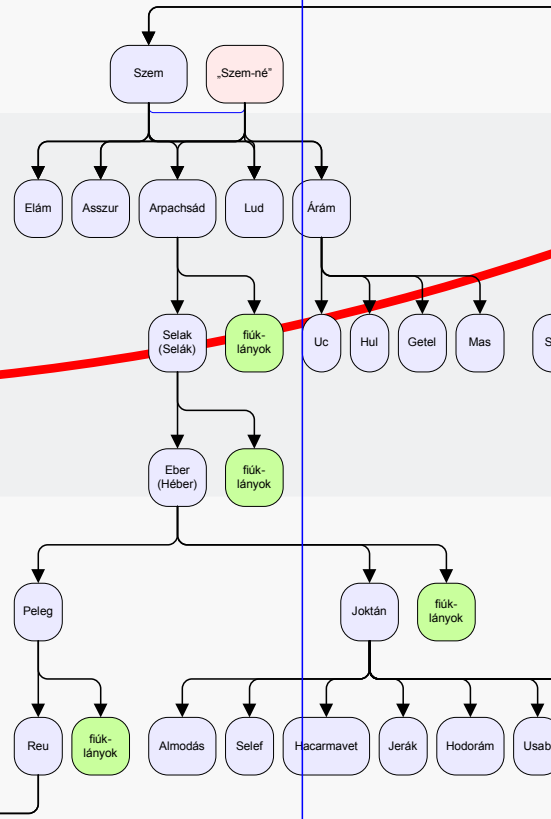 Szem
„Szem-né”
Elám
Asszur
Arpachsád
Lud
Árám
Selak
(Selák)
fiúk-
lányok
Uc
Hul
Getel
Mas
S
Eber
(Héber)
fiúk-
lányok
Peleg
Joktán
fiúk-
lányok
Reu
fiúk-
lányok
Almodás
Selef
Hacarmavet
Jerák
Hodorám
Usab